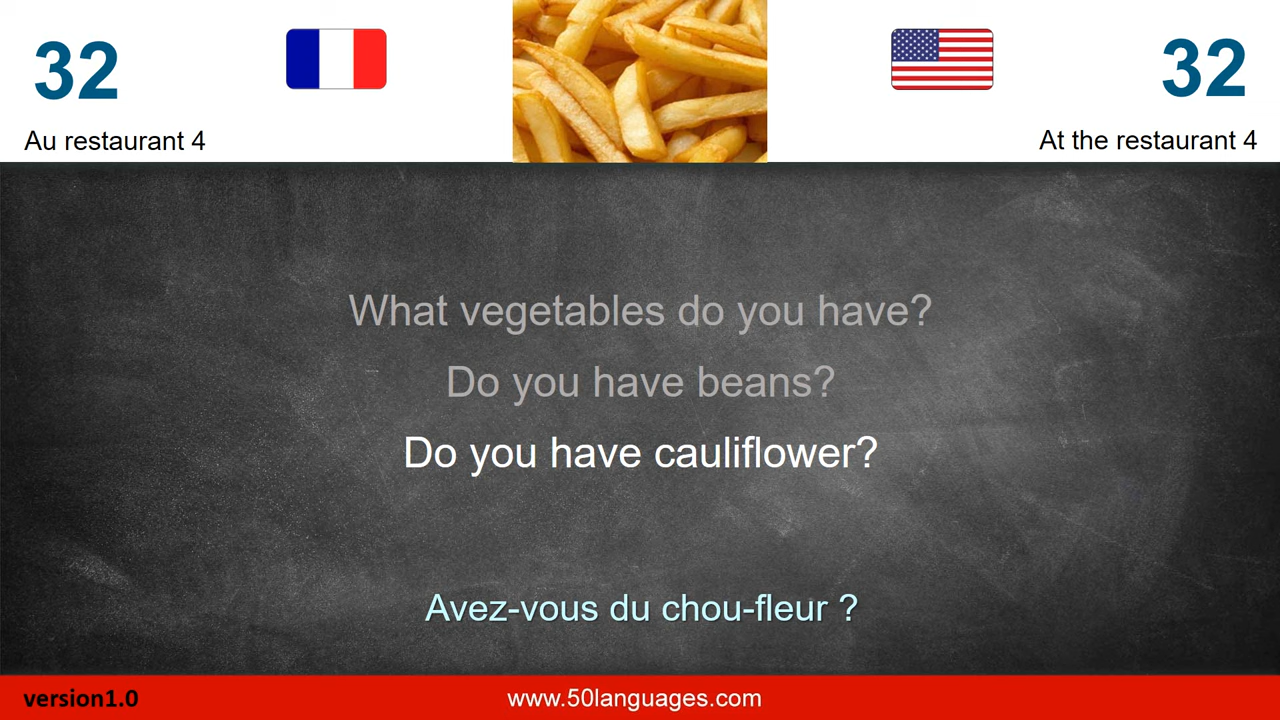 32
32
Au restaurant 4
At the restaurant 4
What vegetables do you have?
Do you have beans?
Do you have cauliflower?
Avez-vous du chou-fleur ?
version1.0
www.50languages.com